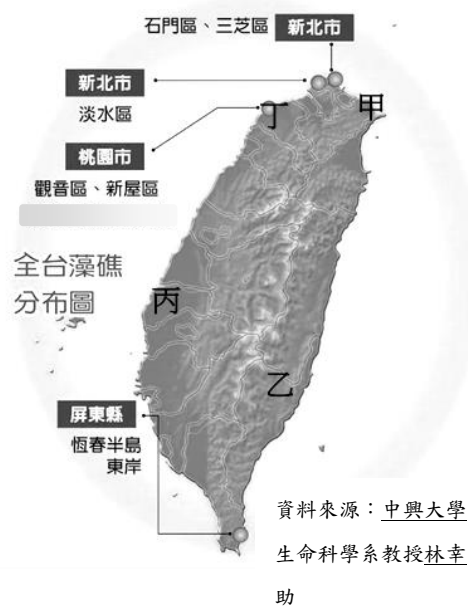 石門區、三芝區 新北市
新北市
淡水區
丁 甲
桃園市
觀音區、新屋區
全台藻礁
分布圖
丙
乙
屏東縣
恆春半島
東岸
資料來源：中興大學
生命科學系教授林幸
助